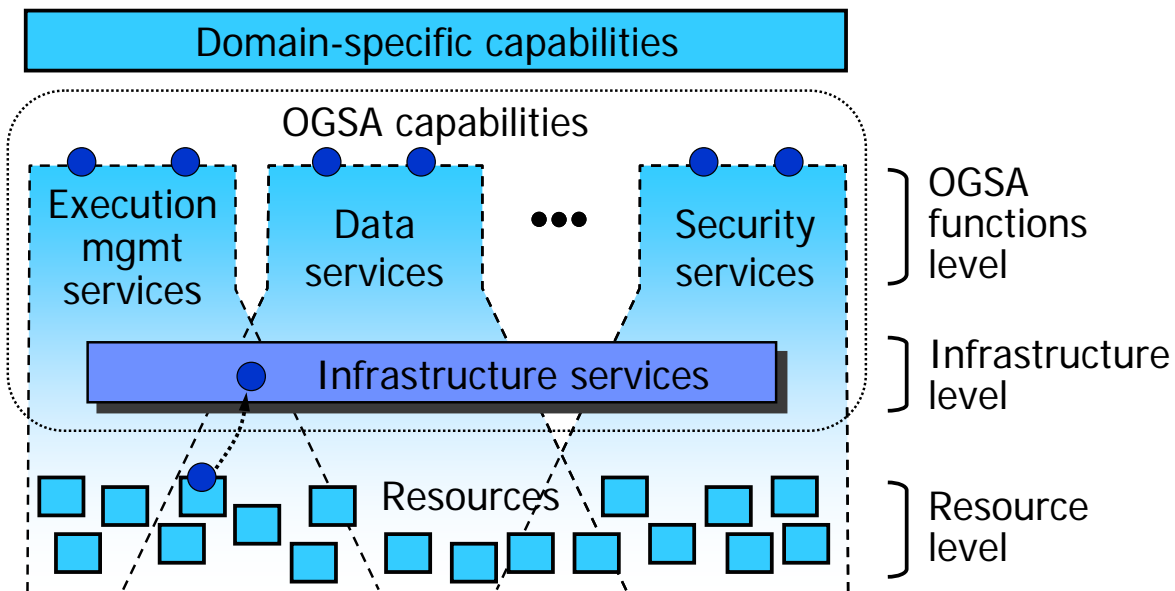 Domain-specific capabilities
OGSA capabilities
Execution
mgmt
services
Data
services
•••
Security
services
OGSA
functions
level
Infrastructure services
Infrastructure
level
Resources
Resource
level